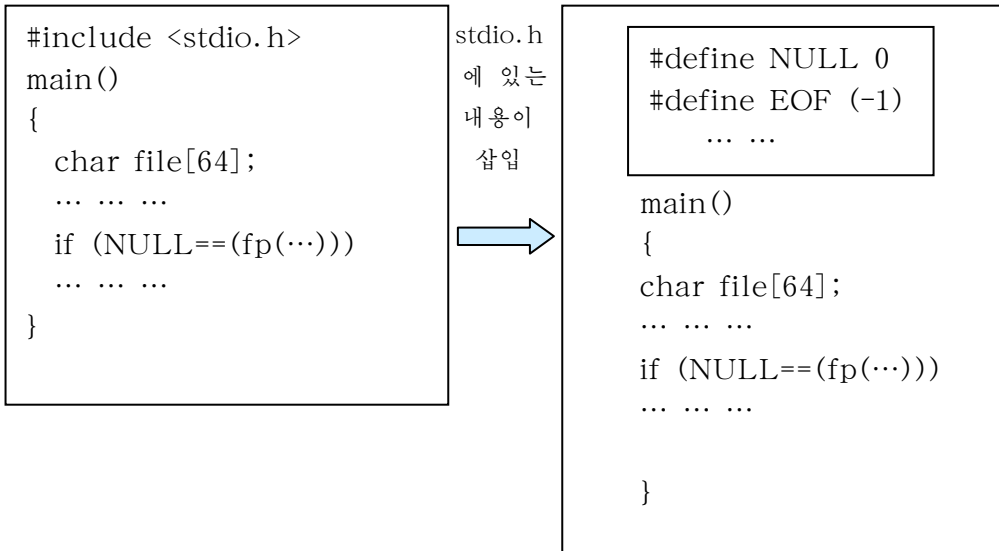 #include <stdio.h>
main()
{
char file[64];
… … …
if (NULL==(fp(…)))
… … …
}
stdio.h
에 있는
내용이
삽입
#define NULL 0
#define EOF (-1)
… …
main()
{
char file[64];
… … …
if (NULL==(fp(…)))
… … …
}